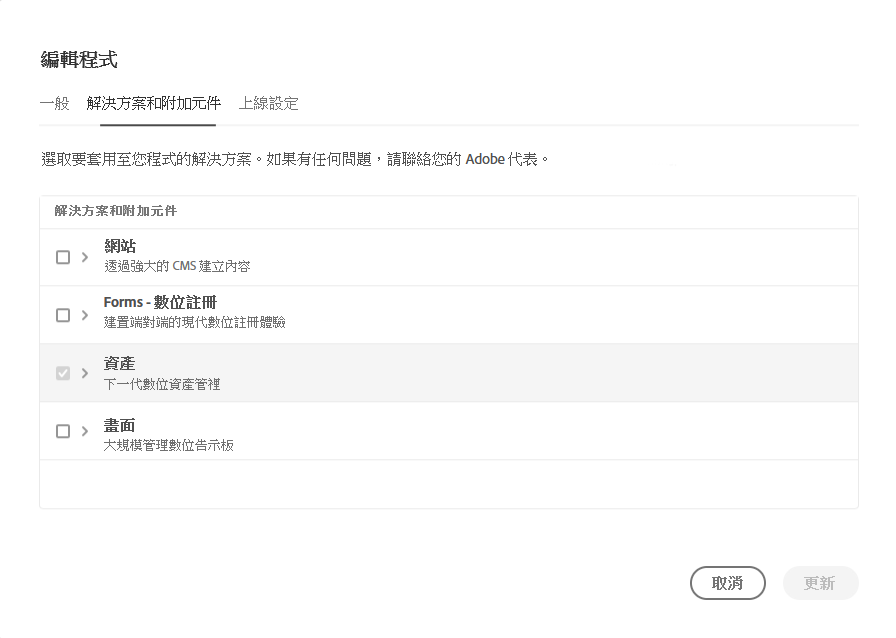 編輯程式
一般 解決方案和附加元件 上線設定
選取要套用至您程式的解決方案。如果有任何問題，請聯絡您的 Adobe 代表。
解決方案和附加元件
網站
透過強大的 CMS 建立內容
Forms - 數位註冊
建置端對端的現代數位註冊體驗
資產
下一代數位資產管裡
畫面
大規模管理數位告示板
取消 更新